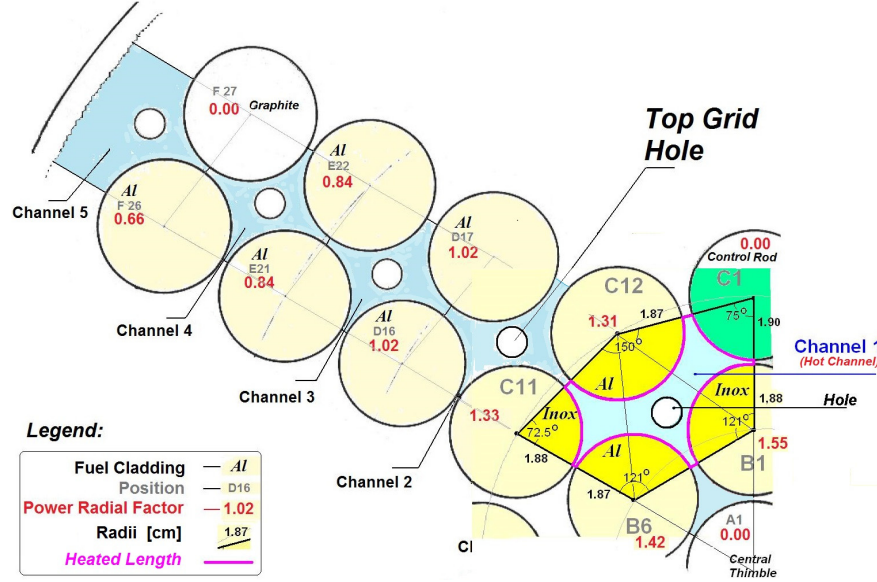 F 27
0.00
Graphite
Top Grid
Hole
Al
E22
0.84
Al
F 26
0.66
Channel 5
Al
D17
1.02
0.00
Control Rod
C1
Al
E21
0.84
C12
1.31
1.87
75°
1.90
Channel 4
Al
D16
1.02
150°
Channel 1
(Hot Channel)
Al
Inox
1.88
Hole
Channel 3
C11
1.33
Inox
72.5°
121°
1.55
Al
B1
1.88
121°
1.87
Channel 2
B6
1.42
A1
0.00
Central
Thimble
Legend:
Fuel Cladding
Al
Position
D16
Power Radial Factor
1.02
Radii [cm]
1.87
Heated Length